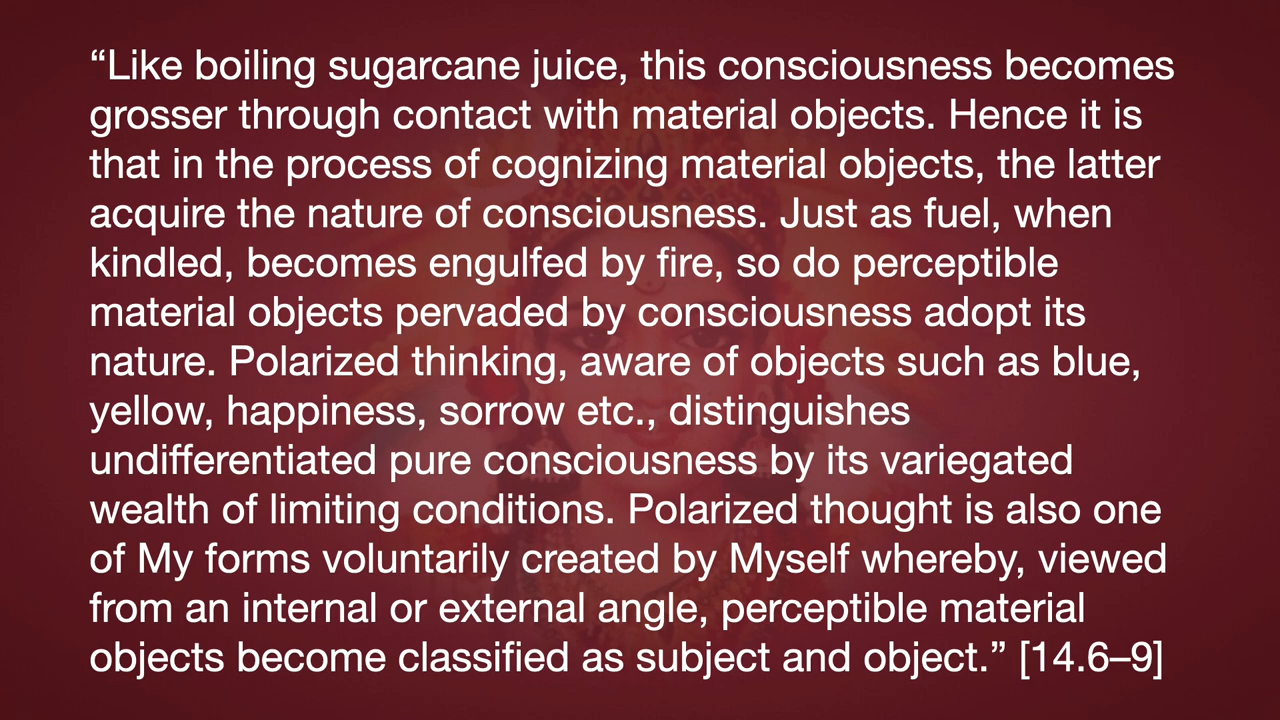 “Like boiling sugarcane juice, this consciousness becomes
grosser through contact with material objects. Hence it is
that in the process of cognizing material objects, the latter
acquire the nature of consciousness. Just as fuel, when
kindled, becomes engulfed by fire, so do perceptible
material objects pervaded by consciousness adopt its
nature. Polarized thinking, aware of objects such as blue,
yellow, happiness, sorrow etc., distinguishes
undifferentiated pure consciousness by its variegated
wealth of limiting conditions. Polarized thought is also one
of My forms voluntarily created by Myself whereby, viewed
from an internal or external angle, perceptible material
objects become classified as subject and object.” [14.6–9]